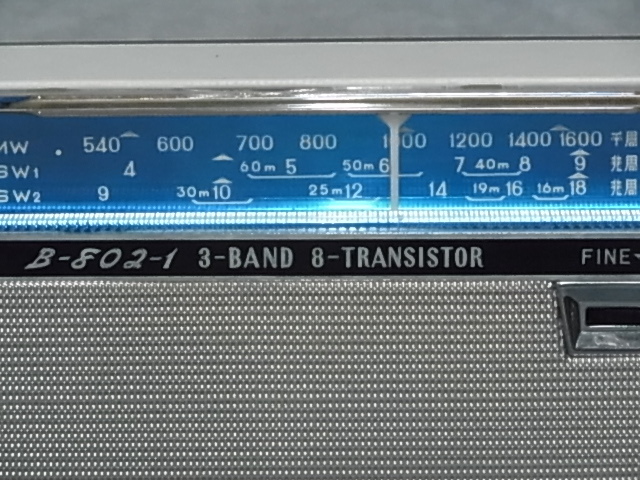 MW 540 600 700 800 1000 1200 1400 1600 千周
SW1 4 60m 5 50m 6 7 40m 8 9 兆周
SW2 9 30m 10 25m 12 14 19m 16 16m 18 兆周
B-802-1 3-BAND 8-TRANSISTOR FINE